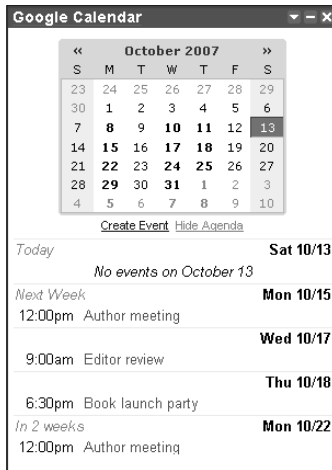 Google Calendar
« October 2007 »
S M T W T F S
23 24 25 26 27 28 29
30 1 2 3 4 5 6
7 8 9 10 11 12 13
14 15 16 17 18 19 20
21 22 23 24 25 26 27
28 29 30 31 1 2 3
4 5 6 7 8 9 10
Create Event Hide Agenda
Today Sat 10/13
No events on October 13
Next Week Mon 10/15
12:00pm Author meeting
Wed 10/17
9:00am Editor review
Thu 10/18
6:30pm Book launch party
In 2 weeks Mon 10/22
12:00pm Author meeting